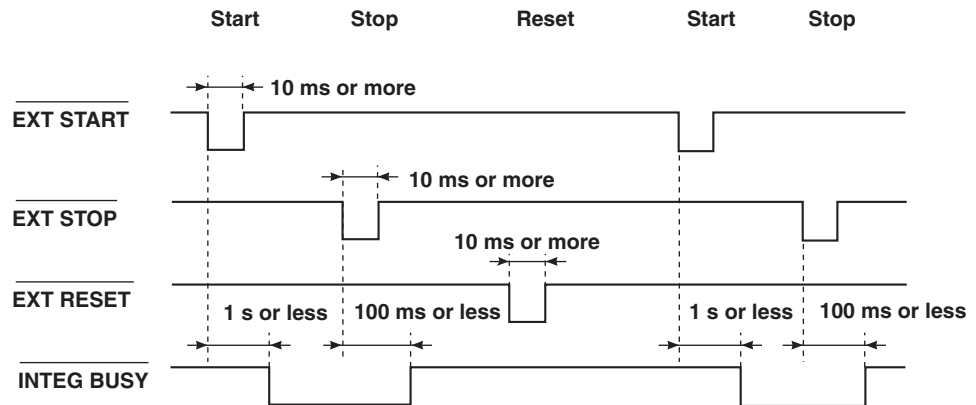 Start Stop Reset Start Stop
10 ms or more
EXT START
10 ms or more
EXT STOP
10 ms or more
EXT RESET
1 s or less 100 ms or less 1 s or less 100 ms or less
INTEG BUSY